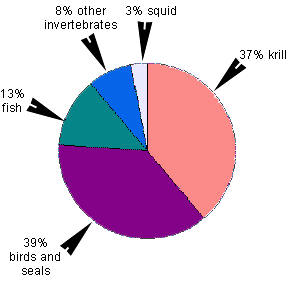 8% other
invertebrates
3% squid
37% krill
13%
fish
39%
birds and
seals